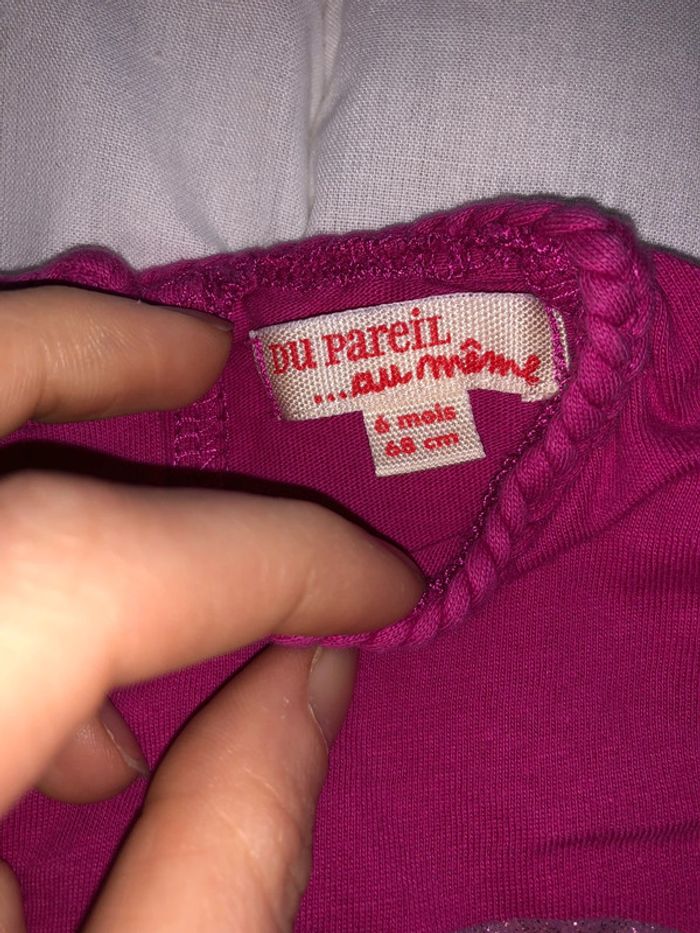 DU PAREIL
...au même
6 mois
68 cm